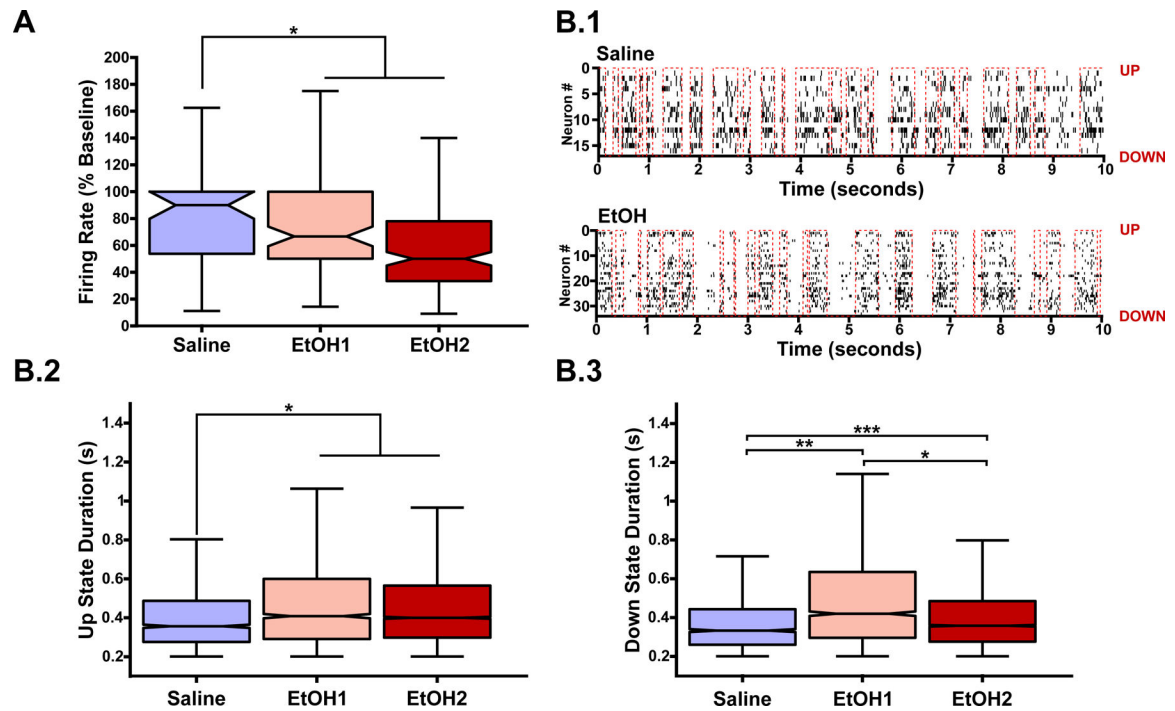 A
Firing Rate (% Baseline)
200
180
160
140
120
100
80
60
40
20
0
*
Saline
EtOH1
EtOH2
B.1
Saline
Neuron #
0
5
10
15
UP
DOWN
0 1 2 3 4 5 6 7 8 9 10
Time (seconds)
EtOH
Neuron #
0
10
20
30
UP
DOWN
0 1 2 3 4 5 6 7 8 9 10
Time (seconds)
B.2
Up State Duration (s)
1.4
1.2
1
0.8
0.6
0.4
0.2
*
Saline
EtOH1
EtOH2
B.3
Down State Duration (s)
1.4
1.2
1
0.8
0.6
0.4
0.2
***
**
*
Saline
EtOH1
EtOH2